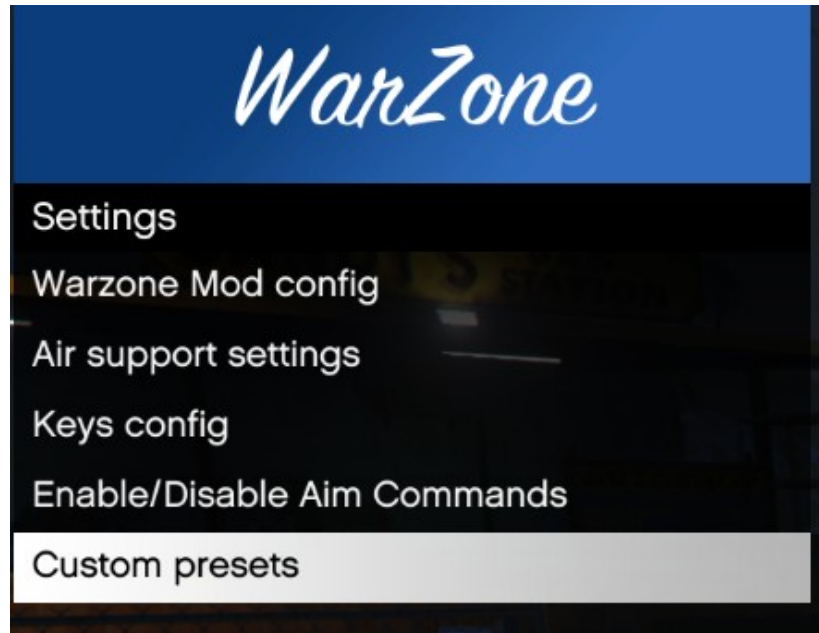 WarZone
Settings
Warzone Mod config
Air support settings
Keys config
Enable/Disable Aim Commands
Custom presets